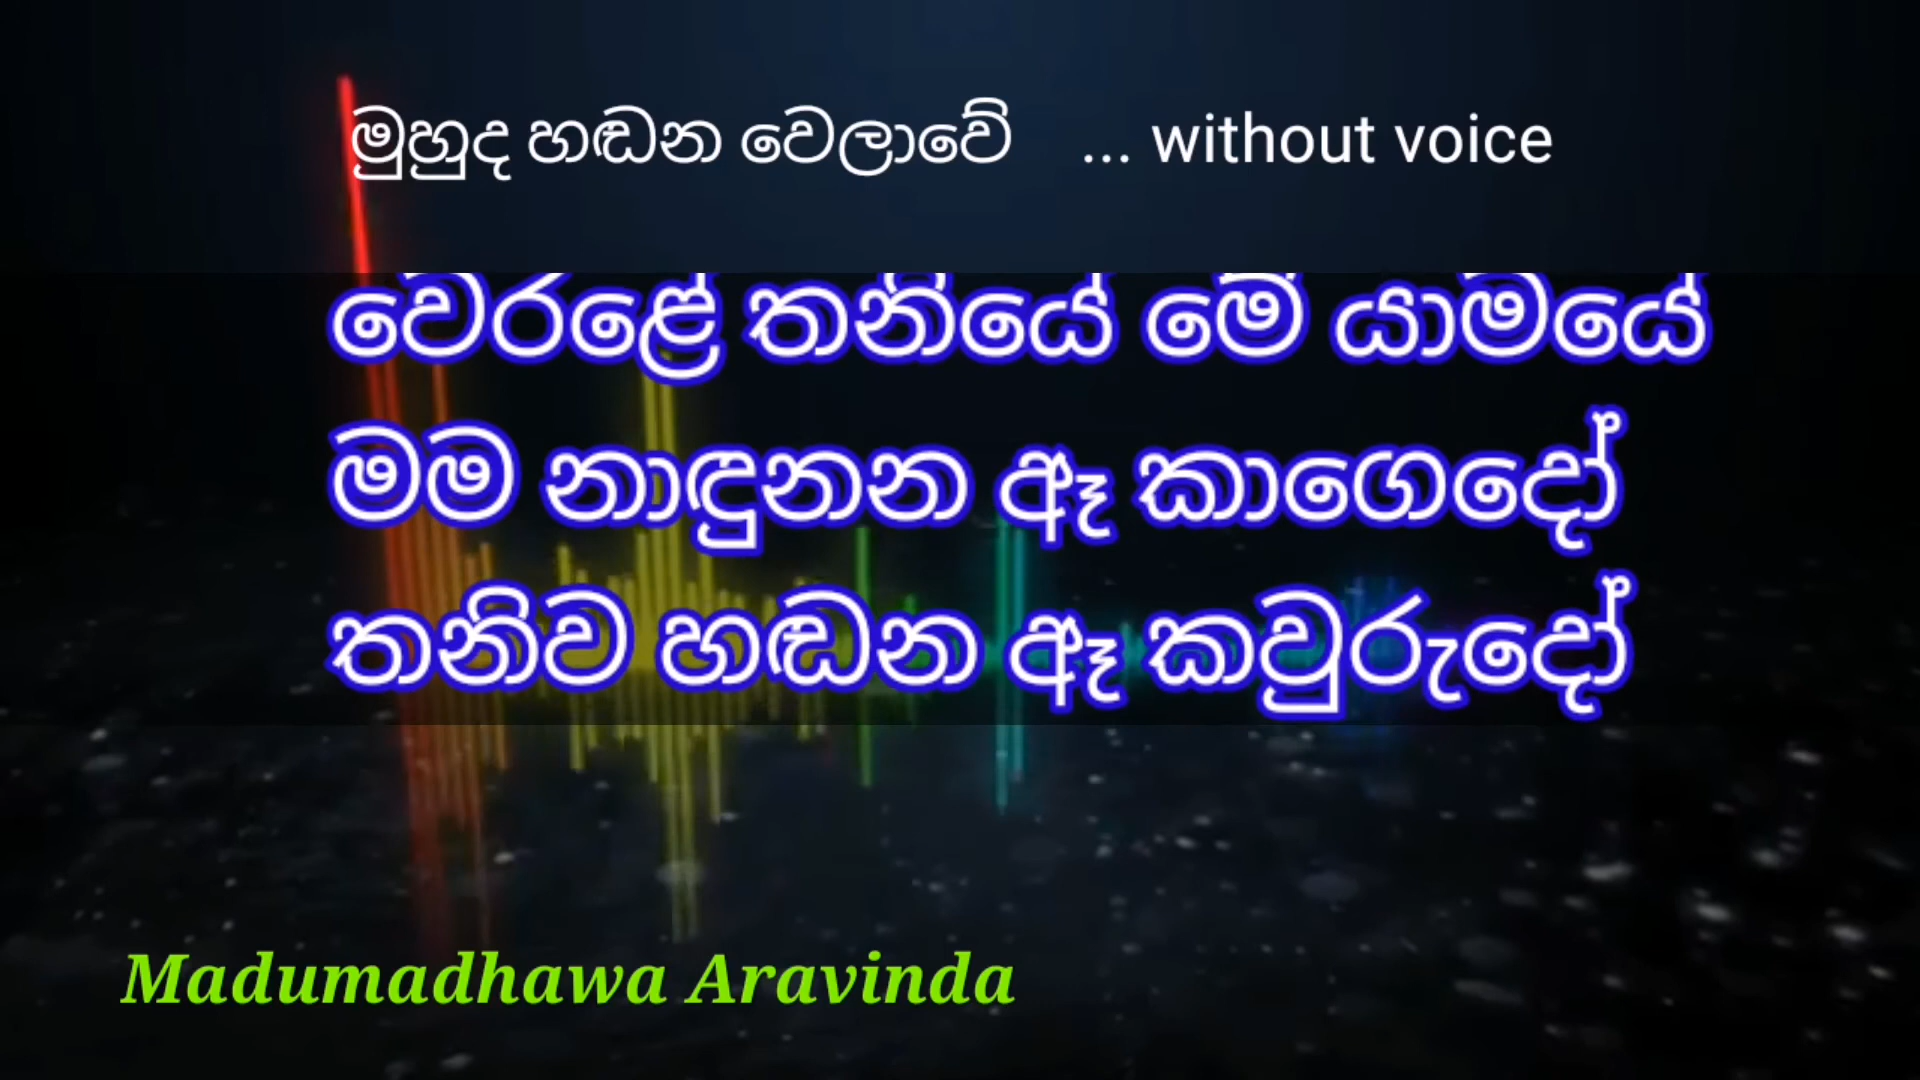 මුහුද හඬන වෙලාවේ ... without voice
වෙරළේ තනියේ මේ යාමයේ
මම නාඳුනන ඈ කාගෙදෝ
තනිව හඬන ඈ කවුරුදෝ
Madumadhawa Aravinda